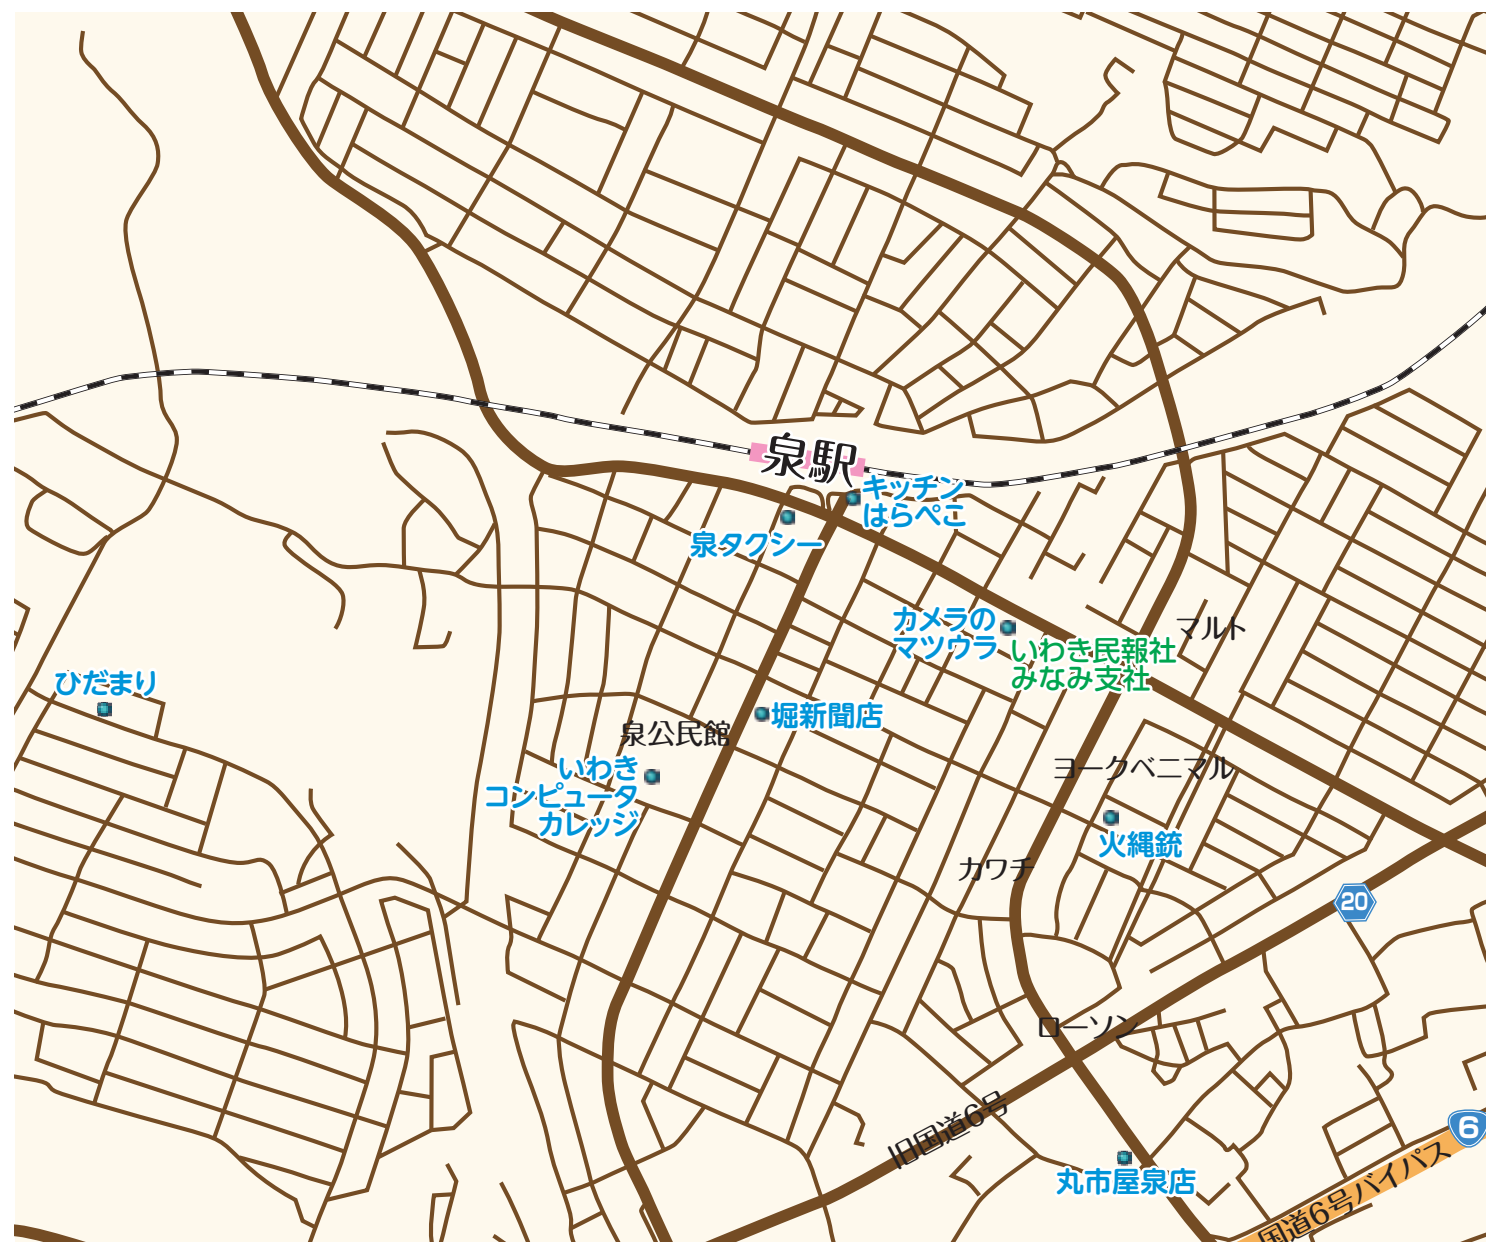 泉駅
キッチン
はらぺこ
泉タクシー
カメラの
マツウラ
マルト
いわき民報社
みなみ支社
ひだまり
堀新聞店
泉公民館
いわき
コンピュータ
カレッジ
ヨークベニマル
火縄銃
カワチ
20
ローソン
旧国道6号
6
丸市屋泉店
国道6号バイパス